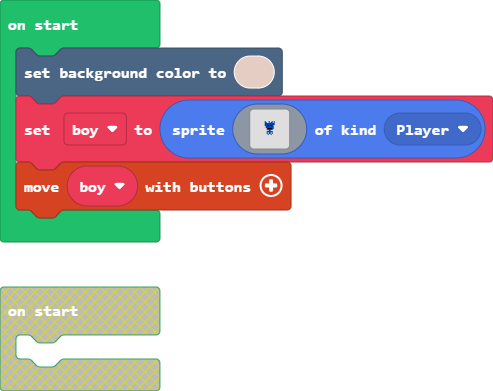 on start
set background color to
set boy to sprite of kind Player
move boy with buttons
on start